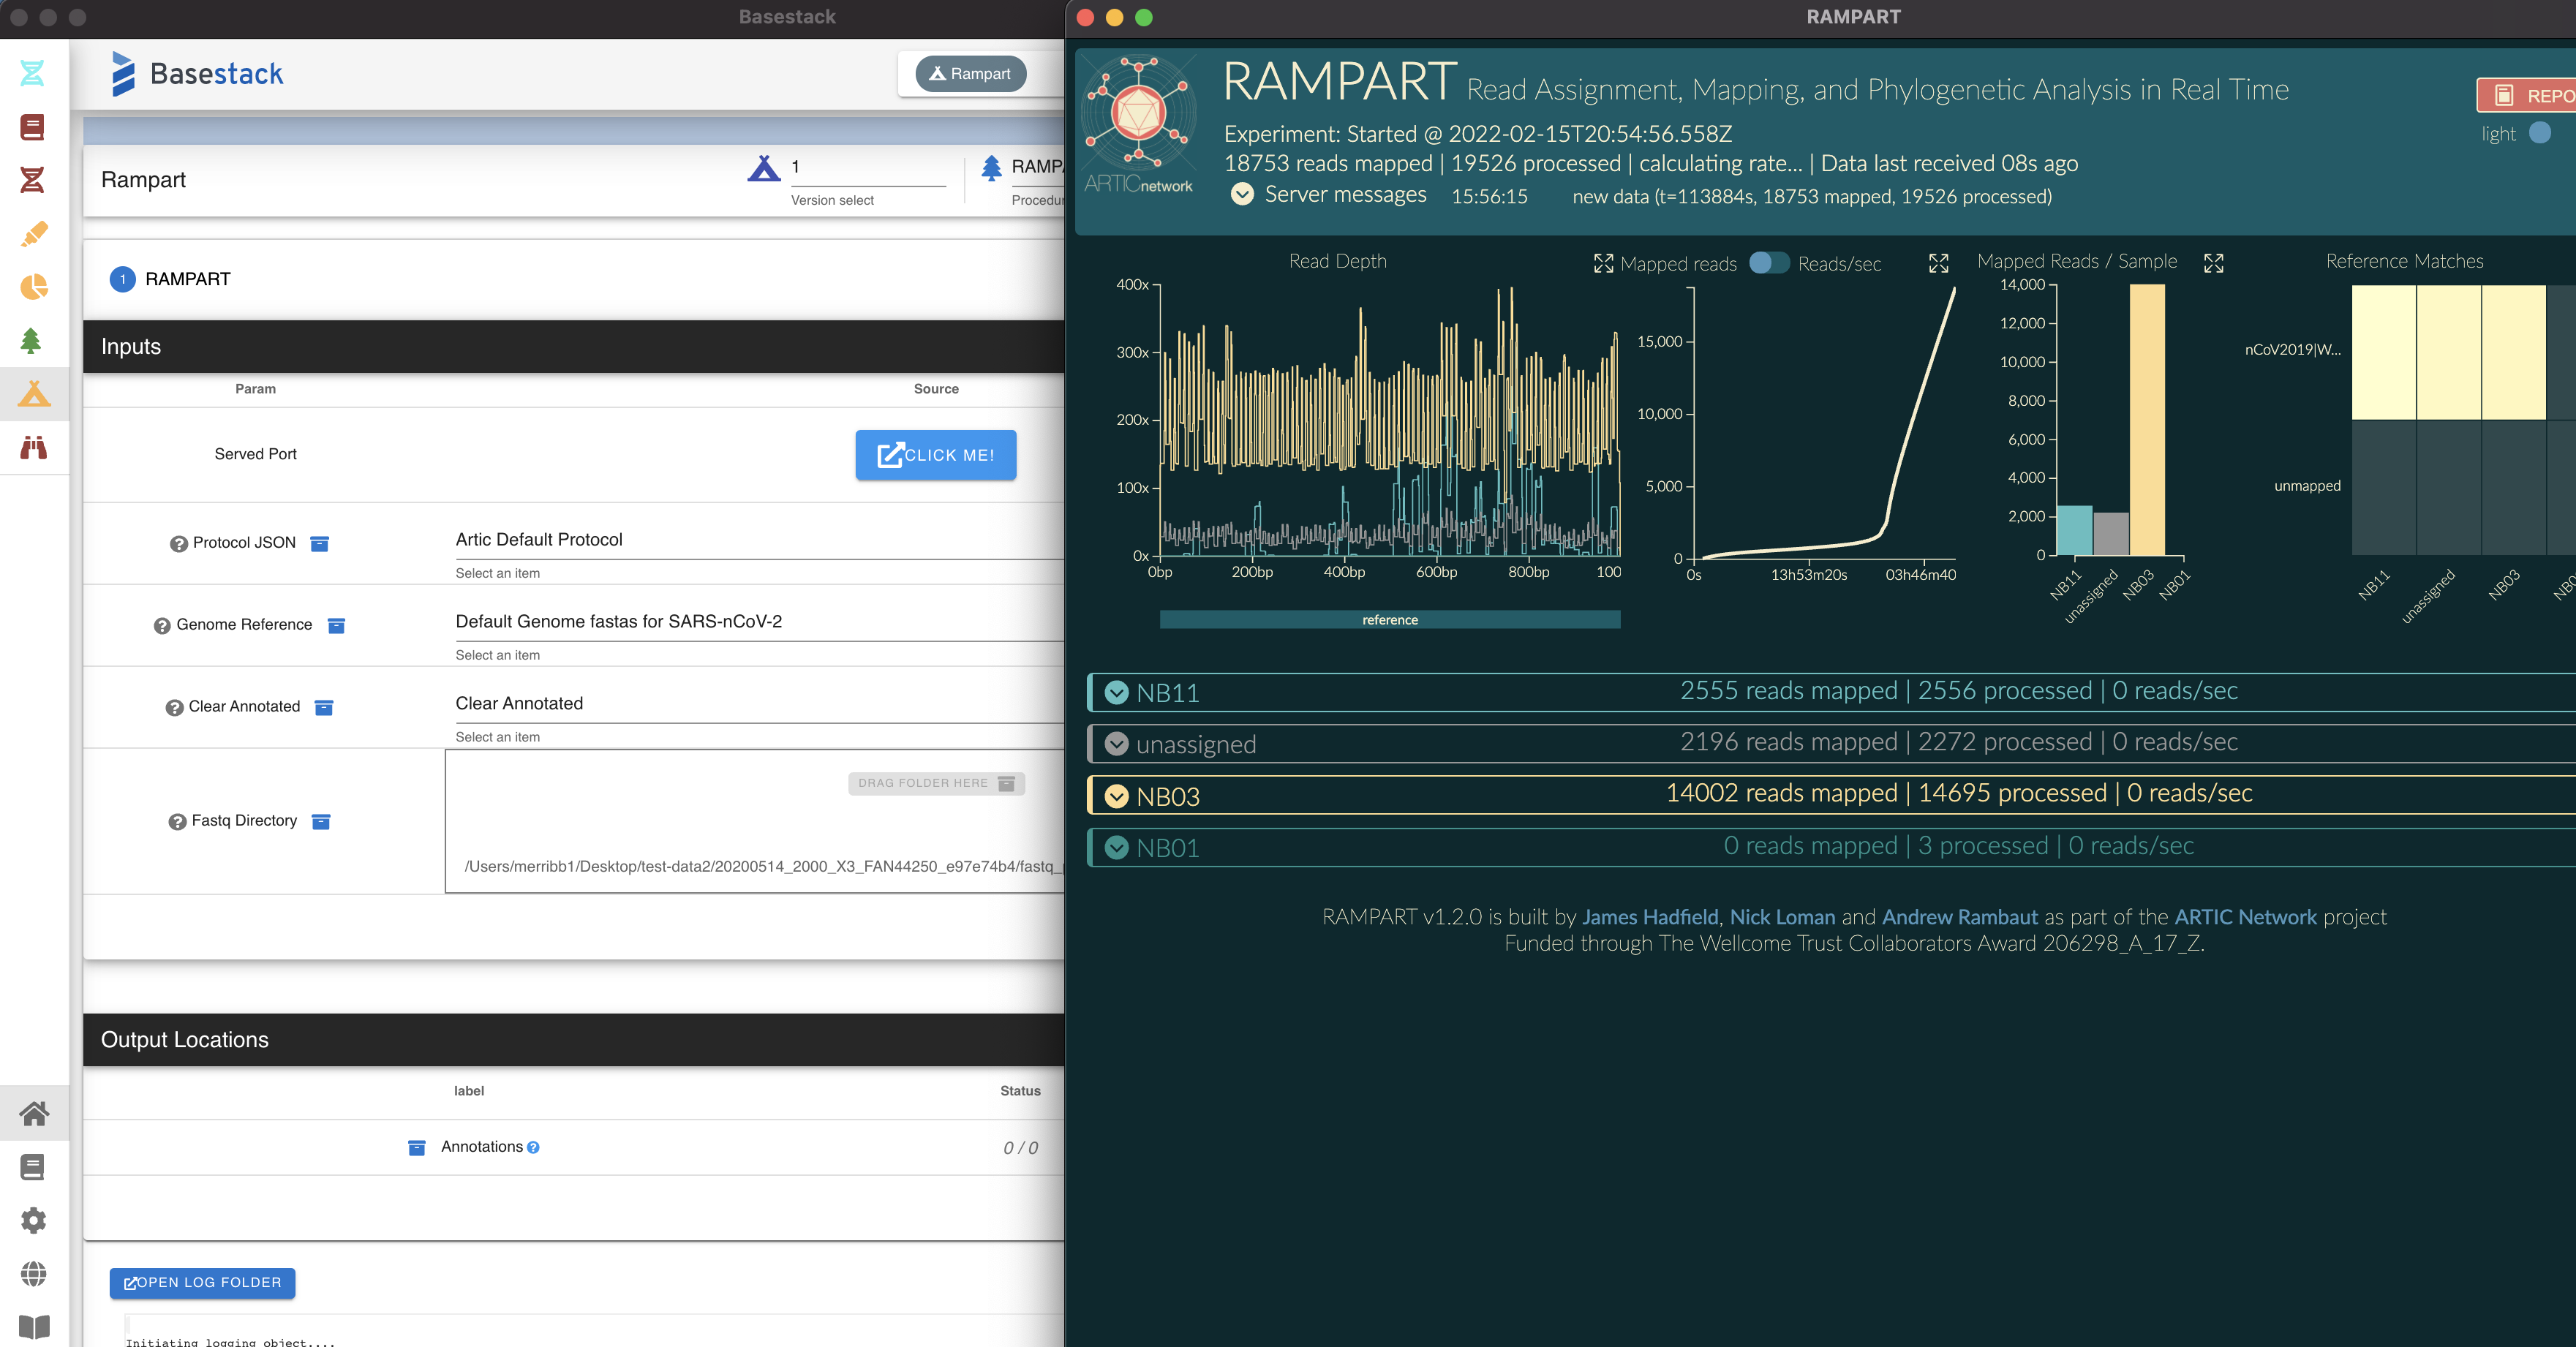 Basestack
Basestack
Rampart
Rampart
1
Version select
RAMPA
Procedur
1 RAMPART
Inputs
Param
Source
Served Port
CLICK ME!
Protocol JSON
Artic Default Protocol
Select an item
Genome Reference
Default Genome fastas for SARS-nCoV-2
Select an item
Clear Annotated
Clear Annotated
Select an item
Fastq Directory
DRAG FOLDER HERE
/Users/merribb1/Desktop/test-data2/20200514_2000_X3_FAN44250_e97e74b4/fastq_
Output Locations
label
Status
Annotations
0 / 0
OPEN LOG FOLDER
Initiating logging object....
RAMPART
ARTICnetwork
RAMPART Read Assignment, Mapping, and Phylogenetic Analysis in Real Time
Experiment: Started @ 2022-02-15T20:54:56.558Z
18753 reads mapped | 19526 processed | calculating rate... | Data last received 08s ago
Server messages 15:56:15 new data (t=113884s, 18753 mapped, 19526 processed)
REPO
light
Read Depth
400x
300x
200x
100x
0x
0bp 200bp 400bp 600bp 800bp 100
reference
Mapped reads Reads/sec
15,000
10,000
5,000
0
0s 13h53m20s 03h46m40
Mapped Reads / Sample
14,000
12,000
10,000
8,000
6,000
4,000
2,000
0
NB11 unassigned NB03 NB01
Reference Matches
nCoV2019|W...
unmapped
NB11 unassigned NB03 NB0
NB11 2555 reads mapped | 2556 processed | 0 reads/sec
unassigned 2196 reads mapped | 2272 processed | 0 reads/sec
NB03 14002 reads mapped | 14695 processed | 0 reads/sec
NB01 0 reads mapped | 3 processed | 0 reads/sec
RAMPART v1.2.0 is built by James Hadfield, Nick Loman and Andrew Rambaut as part of the ARTIC Network project
Funded through The Wellcome Trust Collaborators Award 206298_A_17_Z.